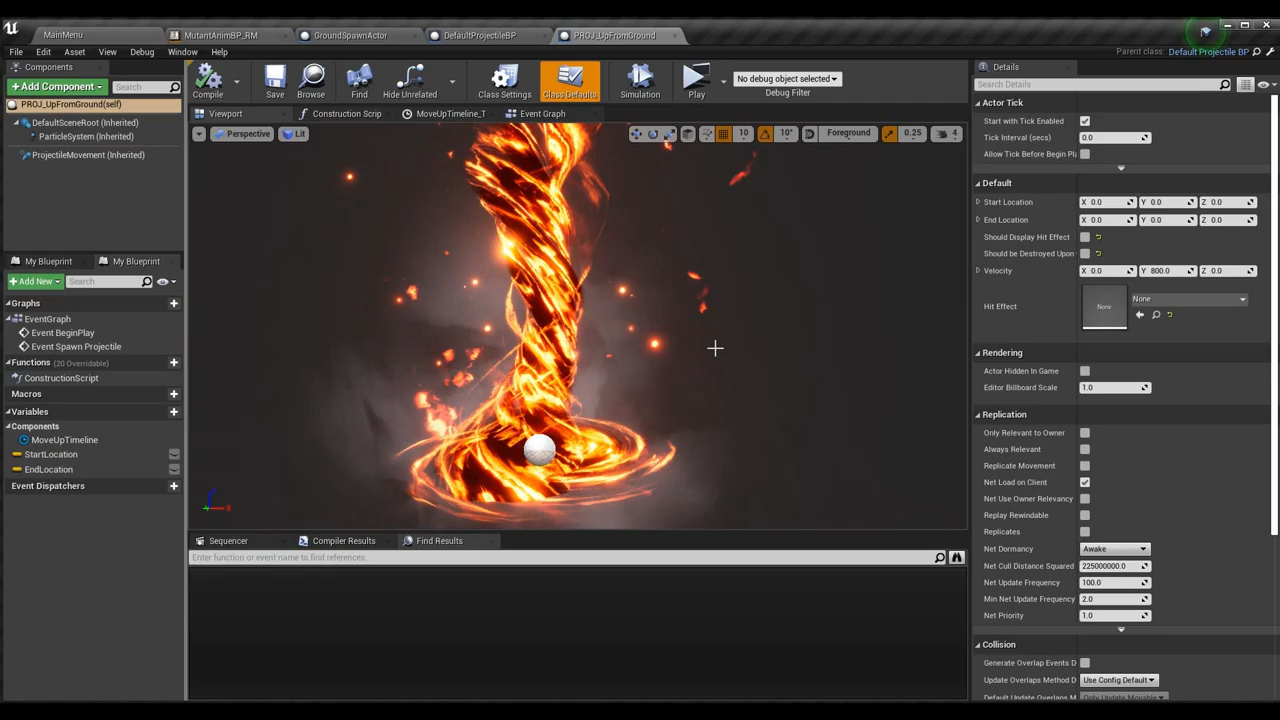 MainMenu
MutantAnimBP_RM
GroundSpawnActor
DefaultProjectileBP
PROJ_UpFromGround
File Edit Asset View Debug Window Help
Parent class: Default Projectile BP
Components
+ Add Component
Search
PROJ_UpFromGround(self)
DefaultSceneRoot (Inherited)
ParticleSystem (Inherited)
ProjectileMovement (Inherited)
My Blueprint
My Blueprint
+ Add New
Search
Graphs
EventGraph
Event BeginPlay
Event Spawn Projectile
Functions (20 Overridable)
ConstructionScript
Macros
Variables
Components
MoveUpTimeline
StartLocation
EndLocation
Event Dispatchers
Compile
Save
Browse
Find
Hide Unrelated
Class Settings
Class Defaults
Simulation
Play
No debug object selected
Debug Filter
Viewport
Construction Scrip
MoveUpTimeline_T
Event Graph
Perspective
Lit
10
10°
Foreground
0.25
4
Sequencer
Compiler Results
Find Results
Enter function or event name to find references...
Details
Search Details
Actor Tick
Start with Tick Enabled
Tick Interval (secs) 0.0
Allow Tick Before Begin Pl
Default
Start Location X 0.0 Y 0.0 Z 0.0
End Location X 0.0 Y 0.0 Z 0.0
Should Display Hit Effect
Should be Destroyed Upon
Velocity X 0.0 Y 800.0 Z 0.0
Hit Effect None None
Rendering
Actor Hidden In Game
Editor Billboard Scale 1.0
Replication
Only Relevant to Owner
Always Relevant
Replicate Movement
Net Load on Client
Net Use Owner Relevancy
Replay Rewindable
Replicates
Net Dormancy Awake
Net Cull Distance Squared 225000000.0
Net Update Frequency 100.0
Min Net Update Frequency 2.0
Net Priority 1.0
Collision
Generate Overlap Events D
Update Overlaps Method D Use Config Default
Default Update Overlaps M Only Update Movable